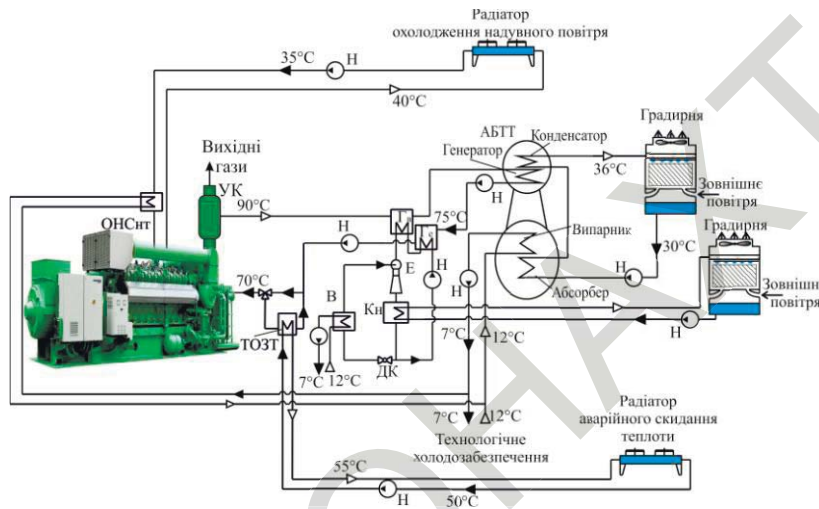 Радіатор
охолодження надувного повітря
35°C
Н
40°C
Градирня
АБТТ
Конденсатор
Генератор
Вихідні
гази
УК
36°C
Зовнішнє
повітря
90°C
Н
75°C
Градирня
ОНСнт
Н
Випарник
30°C
Е
Н
Н
Зовнішнє
повітря
70°C
В
Абсорбер
Н
Кн
Н
ТОЗТ
7°C
12°C
ДК
7°C
12°C
7°C
12°C
Технологічне
холодозабезпечення
Радіатор
аварійного скидання
теплоти
55°C
Н
50°C
ОНАХТ